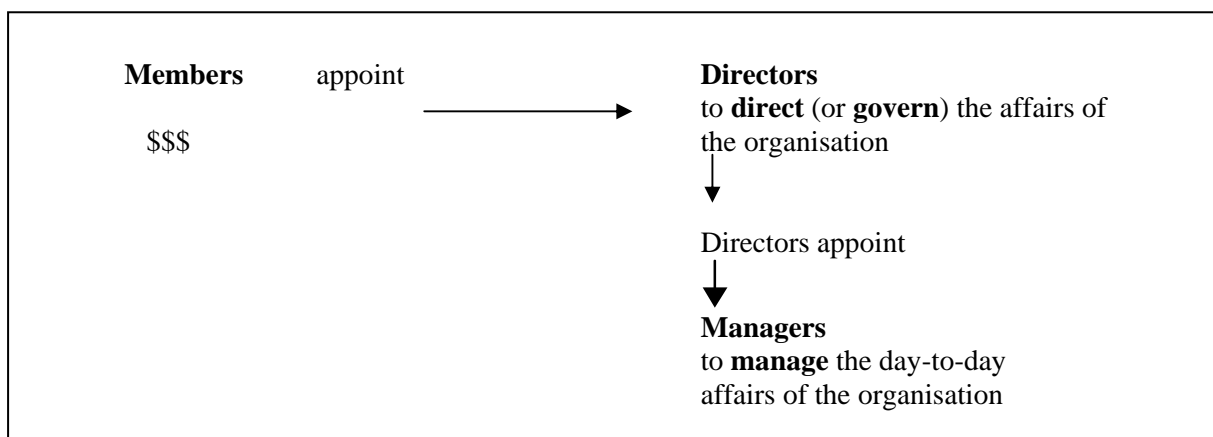 Members appoint
$$$
Directors
to direct (or govern) the affairs of
the organisation
Directors appoint
Managers
to manage the day-to-day
affairs of the organisation